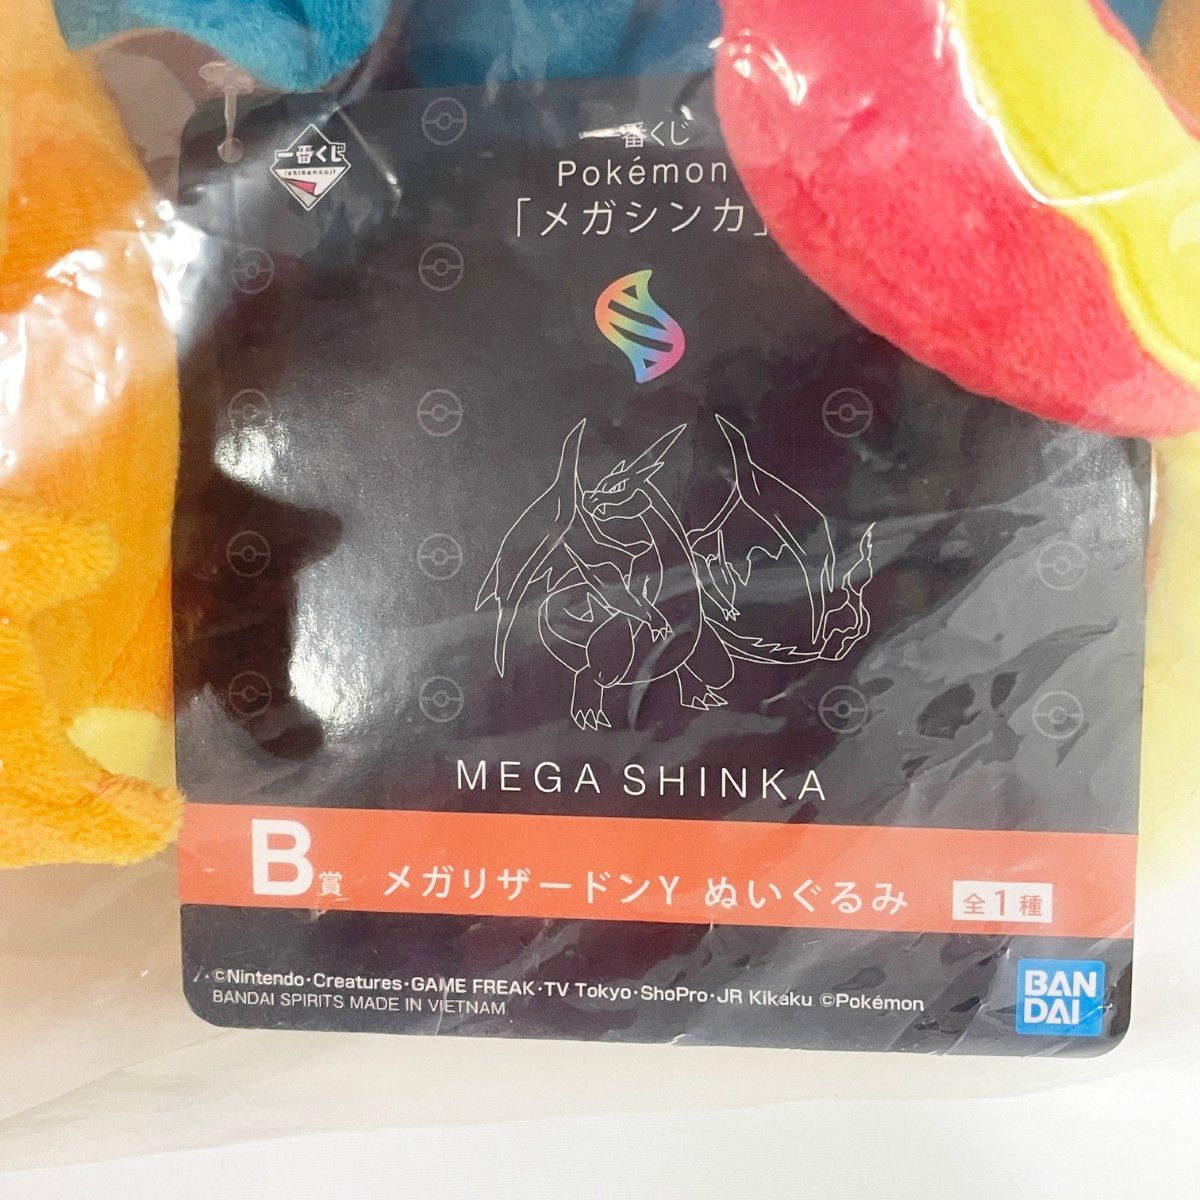 一番くじ
ichibankuji
一番くじ
Pokémon
「メガシンカ」
MEGA SHINKA
B賞 メガリザードンY ぬいぐるみ 全1種
©Nintendo・Creatures・GAME FREAK・TV Tokyo・ShoPro・JR Kikaku ©Pokémon
BANDAI SPIRITS MADE IN VIETNAM
BAN
DAI